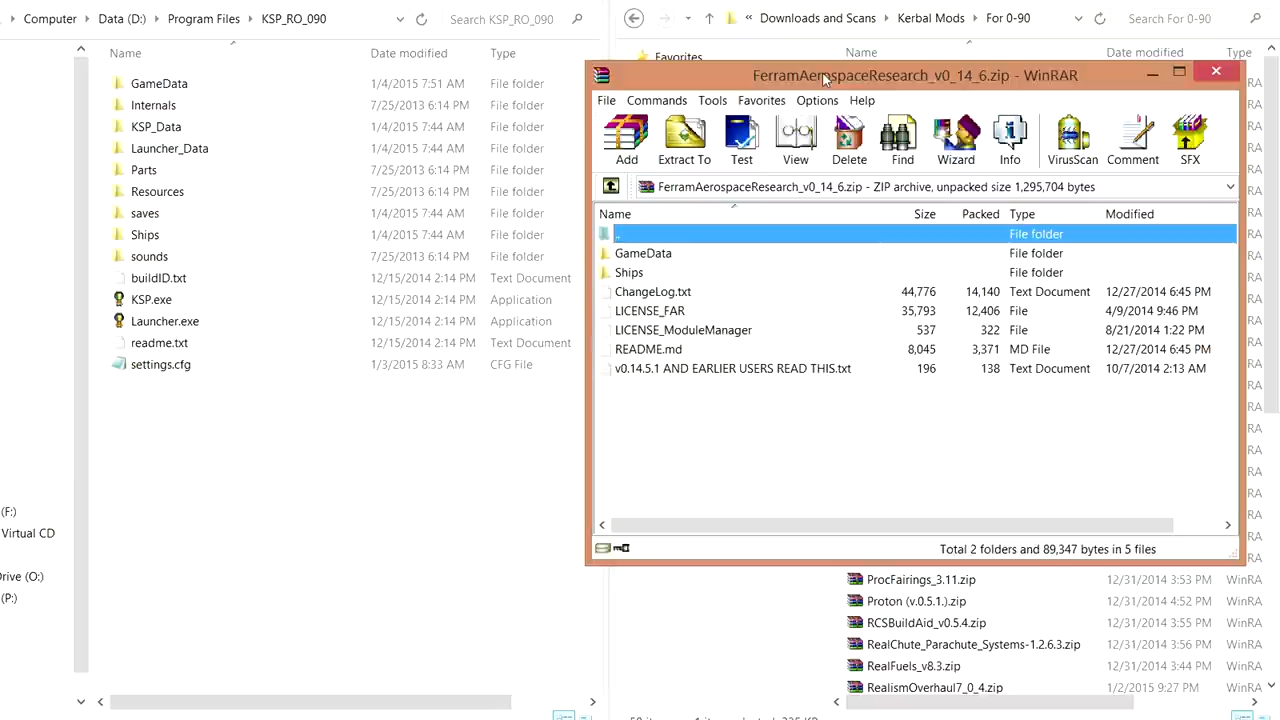 Computer Data (D:) Program Files KSP_RO_090 Search KSP_RO_090
Name Date modified Type
GameData 1/4/2015 7:51 AM File folder
Internals 7/25/2013 6:14 PM File folder
KSP_Data 1/4/2015 7:44 AM File folder
Launcher_Data 1/4/2015 7:44 AM File folder
Parts 7/25/2013 6:14 PM File folder
Resources 7/25/2013 6:14 PM File folder
saves 1/4/2015 7:44 AM File folder
Ships 1/4/2015 7:44 AM File folder
sounds 7/25/2013 6:14 PM File folder
buildID.txt 12/15/2014 2:14 PM Text Document
KSP.exe 12/15/2014 2:14 PM Application
Launcher.exe 12/15/2014 2:14 PM Application
readme.txt 12/15/2014 2:14 PM Text Document
settings.cfg 1/3/2015 8:33 AM CFG File
(F:)
Virtual CD
rive (O:)
(P:)
« Downloads and Scans Kerbal Mods For 0-90 Search For 0-90
Favorites Name Date modified Type
FerramAerospaceResearch_v0_14_6.zip - WinRAR
File Commands Tools Favorites Options Help
Add Extract To Test View Delete Find Wizard Info VirusScan Comment SFX
FerramAerospaceResearch_v0_14_6.zip - ZIP archive, unpacked size 1,295,704 bytes
Name Size Packed Type Modified
.. File folder
GameData File folder
Ships File folder
ChangeLog.txt 44,776 14,140 Text Document 12/27/2014 6:45 PM
LICENSE_FAR 35,793 12,406 File 4/9/2014 9:46 PM
LICENSE_ModuleManager 537 322 File 8/21/2014 1:22 PM
README.md 8,045 3,371 MD File 12/27/2014 6:45 PM
v0.14.5.1 AND EARLIER USERS READ THIS.txt 196 138 Text Document 10/7/2014 2:13 AM
Total 2 folders and 89,347 bytes in 5 files
ProcFairings_3.11.zip 12/31/2014 3:53 PM WinRA
Proton (v.0.5.1.).zip 12/31/2014 4:52 PM WinRA
RCSBuildAid_v0.5.4.zip 12/31/2014 3:55 PM WinRA
RealChute_Parachute_Systems-1.2.6.3.zip 12/31/2014 3:56 PM WinRA
RealFuels_v8.3.zip 12/31/2014 3:44 PM WinRA
RealismOverhaul7_0_4.zip 1/2/2015 9:27 PM WinRA